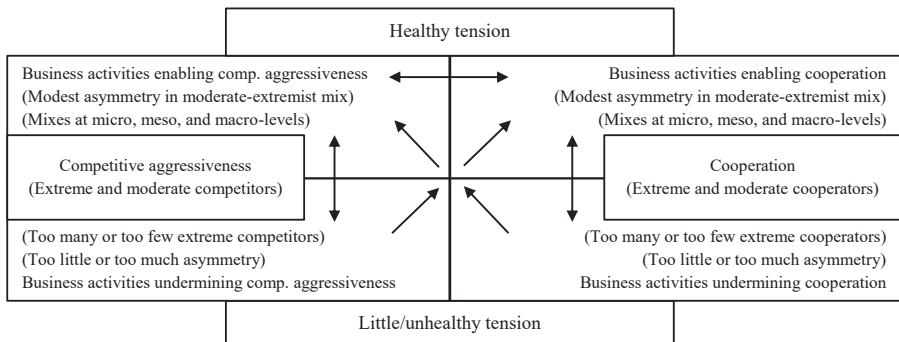 Healthy tension
Business activities enabling comp. aggressiveness
(Modest asymmetry in moderate-extremist mix)
(Mixes at micro, meso, and macro-levels)
Business activities enabling cooperation
(Modest asymmetry in moderate-extremist mix)
(Mixes at micro, meso, and macro-levels)
Competitive aggressiveness
(Extreme and moderate competitors)
Cooperation
(Extreme and moderate cooperators)
(Too many or too few extreme competitors)
(Too little or too much asymmetry)
Business activities undermining comp. aggressiveness
(Too many or too few extreme cooperators)
(Too little or too much asymmetry)
Business activities undermining cooperation
Little/unhealthy tension